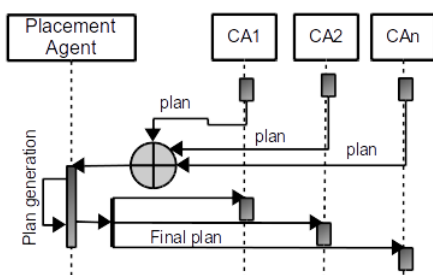 Placement
Agent
CA1
CA2
CAn
plan
plan
plan
Plan generation
Final plan